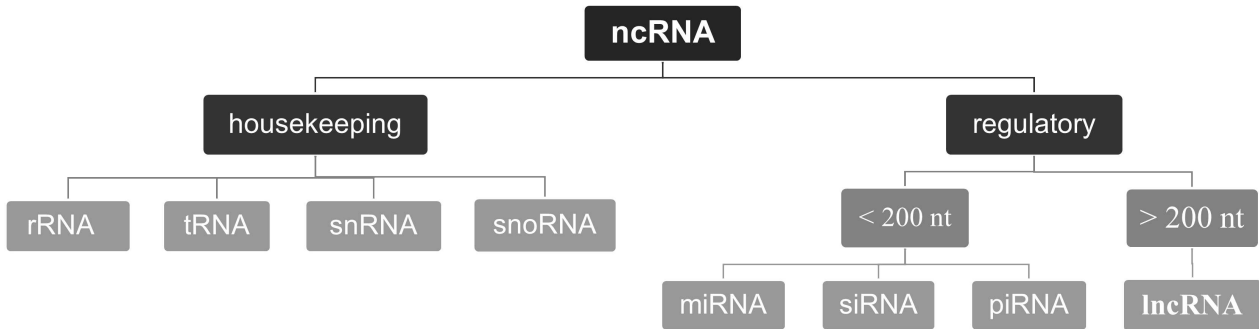 ncRNA
housekeeping
regulatory
rRNA
tRNA
snRNA
snoRNA
< 200 nt
> 200 nt
miRNA
siRNA
piRNA
lncRNA